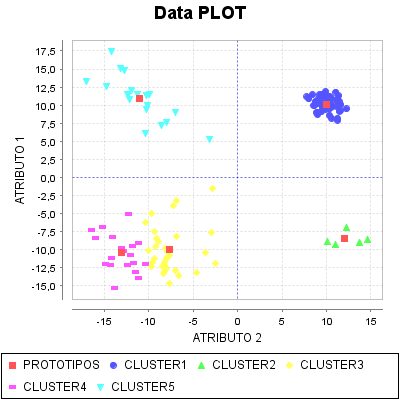 Data PLOT
17,5
15,0
12,5
10,0
7,5
5,0
2,5
0,0
-2,5
-5,0
-7,5
-10,0
-12,5
-15,0
ATRIBUTO 1
-15 -10 -5 0 5 10 15
ATRIBUTO 2
PROTOTIPOS CLUSTER1 CLUSTER2 CLUSTER3
CLUSTER4 CLUSTER5